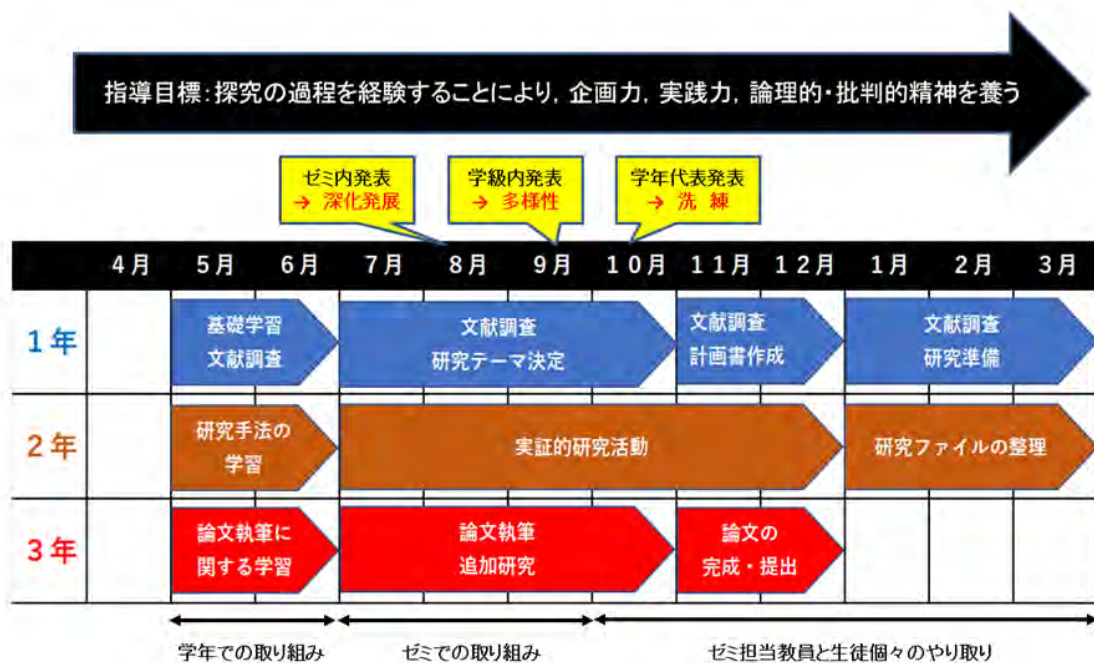 指導目標:探究の過程を経験することにより，企画力，実践力，論理的・批判的精神を養う
ゼミ内発表
→ 深化発展
学級内発表
→ 多様性
学年代表発表
→ 洗 練
4月 5月 6月 7月 8月 9月 10月 11月 12月 1月 2月 3月
1年
基礎学習
文献調査
文献調査
研究テーマ決定
文献調査
計画書作成
文献調査
研究準備
2年
研究手法の
学習
実証的研究活動
研究ファイルの整理
3年
論文執筆に
関する学習
論文執筆
追加研究
論文の
完成・提出
学年での取り組み
ゼミでの取り組み
ゼミ担当教員と生徒個々のやり取り